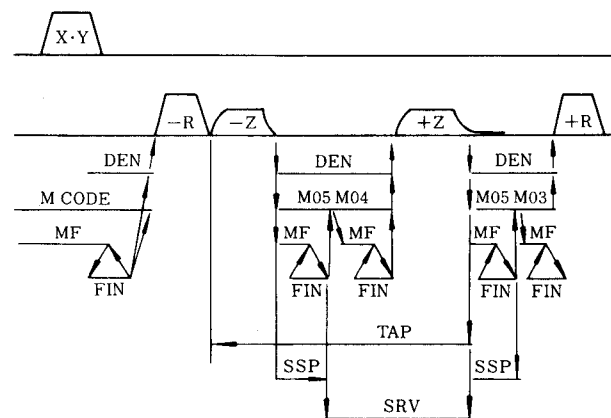 X·Y
−R −Z +Z +R
DEN DEN DEN
M CODE M05 M04 M05 M03
MF MF MF MF MF
FIN FIN FIN FIN FIN
TAP
SSP SSP
SRV